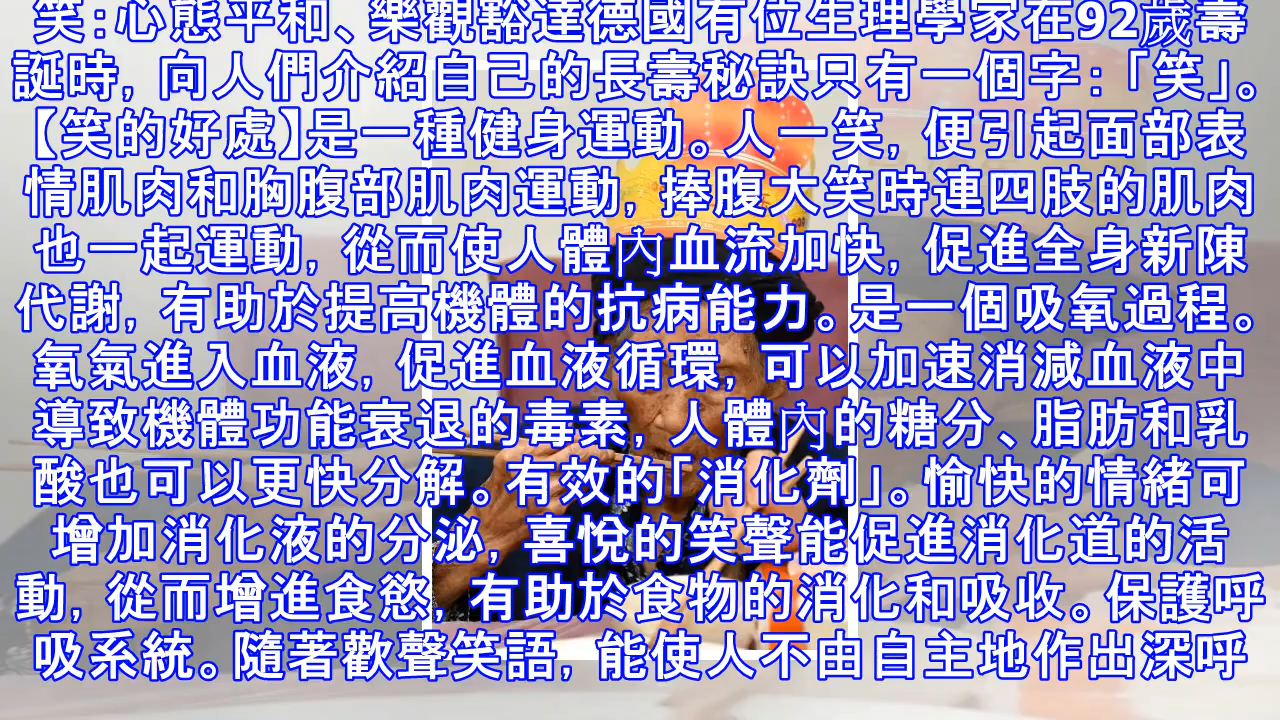 笑:心態平和、樂觀豁達德國有位生理學家在92歲壽
誕時, 向人們介紹自己的長壽秘訣只有一個字:「笑」。
【笑的好處】是一種健身運動。人一笑, 便引起面部表
情肌肉和胸腹部肌肉運動, 捧腹大笑時連四肢的肌肉
也一起運動, 從而使人體內血流加快, 促進全身新陳
代謝, 有助於提高機體的抗病能力。是一個吸氧過程。
氧氣進入血液, 促進血液循環, 可以加速消減血液中
導致機體功能衰退的毒素, 人體內的糖分、脂肪和乳
酸也可以更快分解。有效的「消化劑」。愉快的情緒可
增加消化液的分泌, 喜悅的笑聲能促進消化道的活
動, 從而增進食慾, 有助於食物的消化和吸收。保護呼
吸系統。隨著歡聲笑語, 能使人不由自主地作出深呼